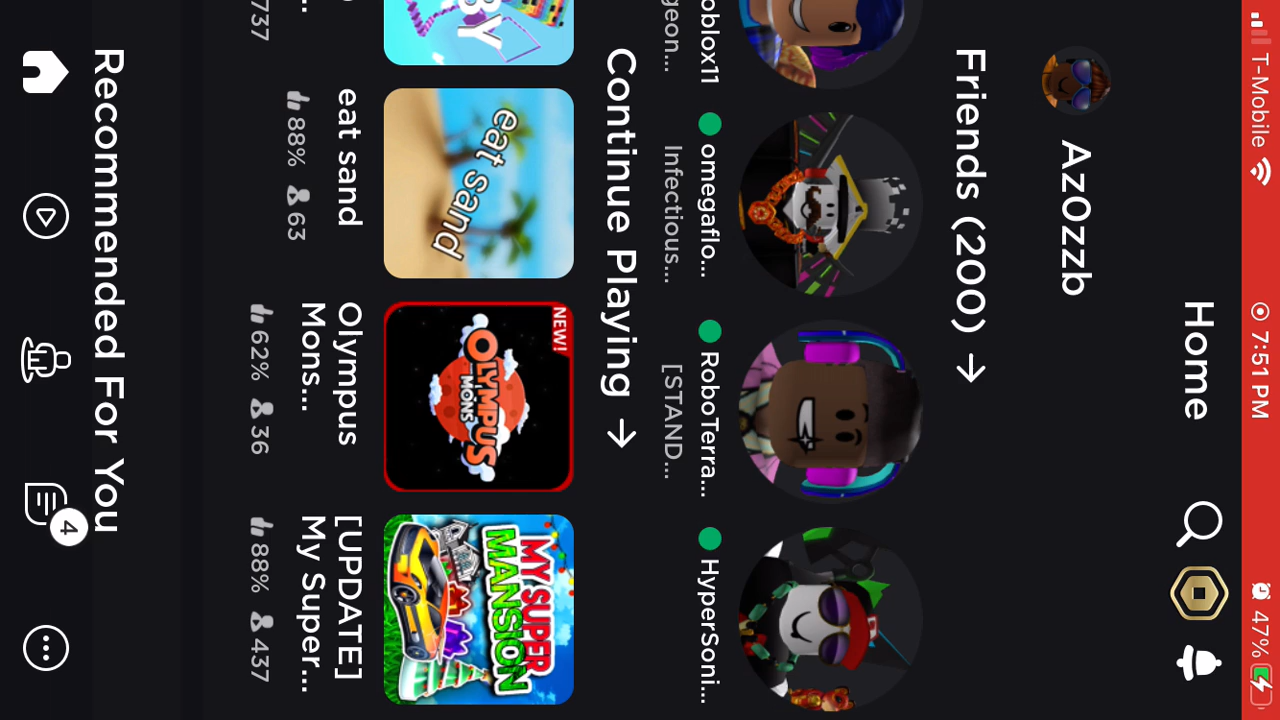 T-Mobile 7:51 PM 47%
Home
Az0zzb
Friends (200) →
oblox11 omegaflo... RoboTerra... HyperSoni...
geon... Infectious... [STAND...
Continue Playing →
BY
eat sand
NEW!
OLYMPUS
MONS
MY SUPER
MANSION
eat sand
88% 63
Olympus
Mons...
62% 36
[UPDATE]
My Super...
88% 437
...
737
Recommended For You
4